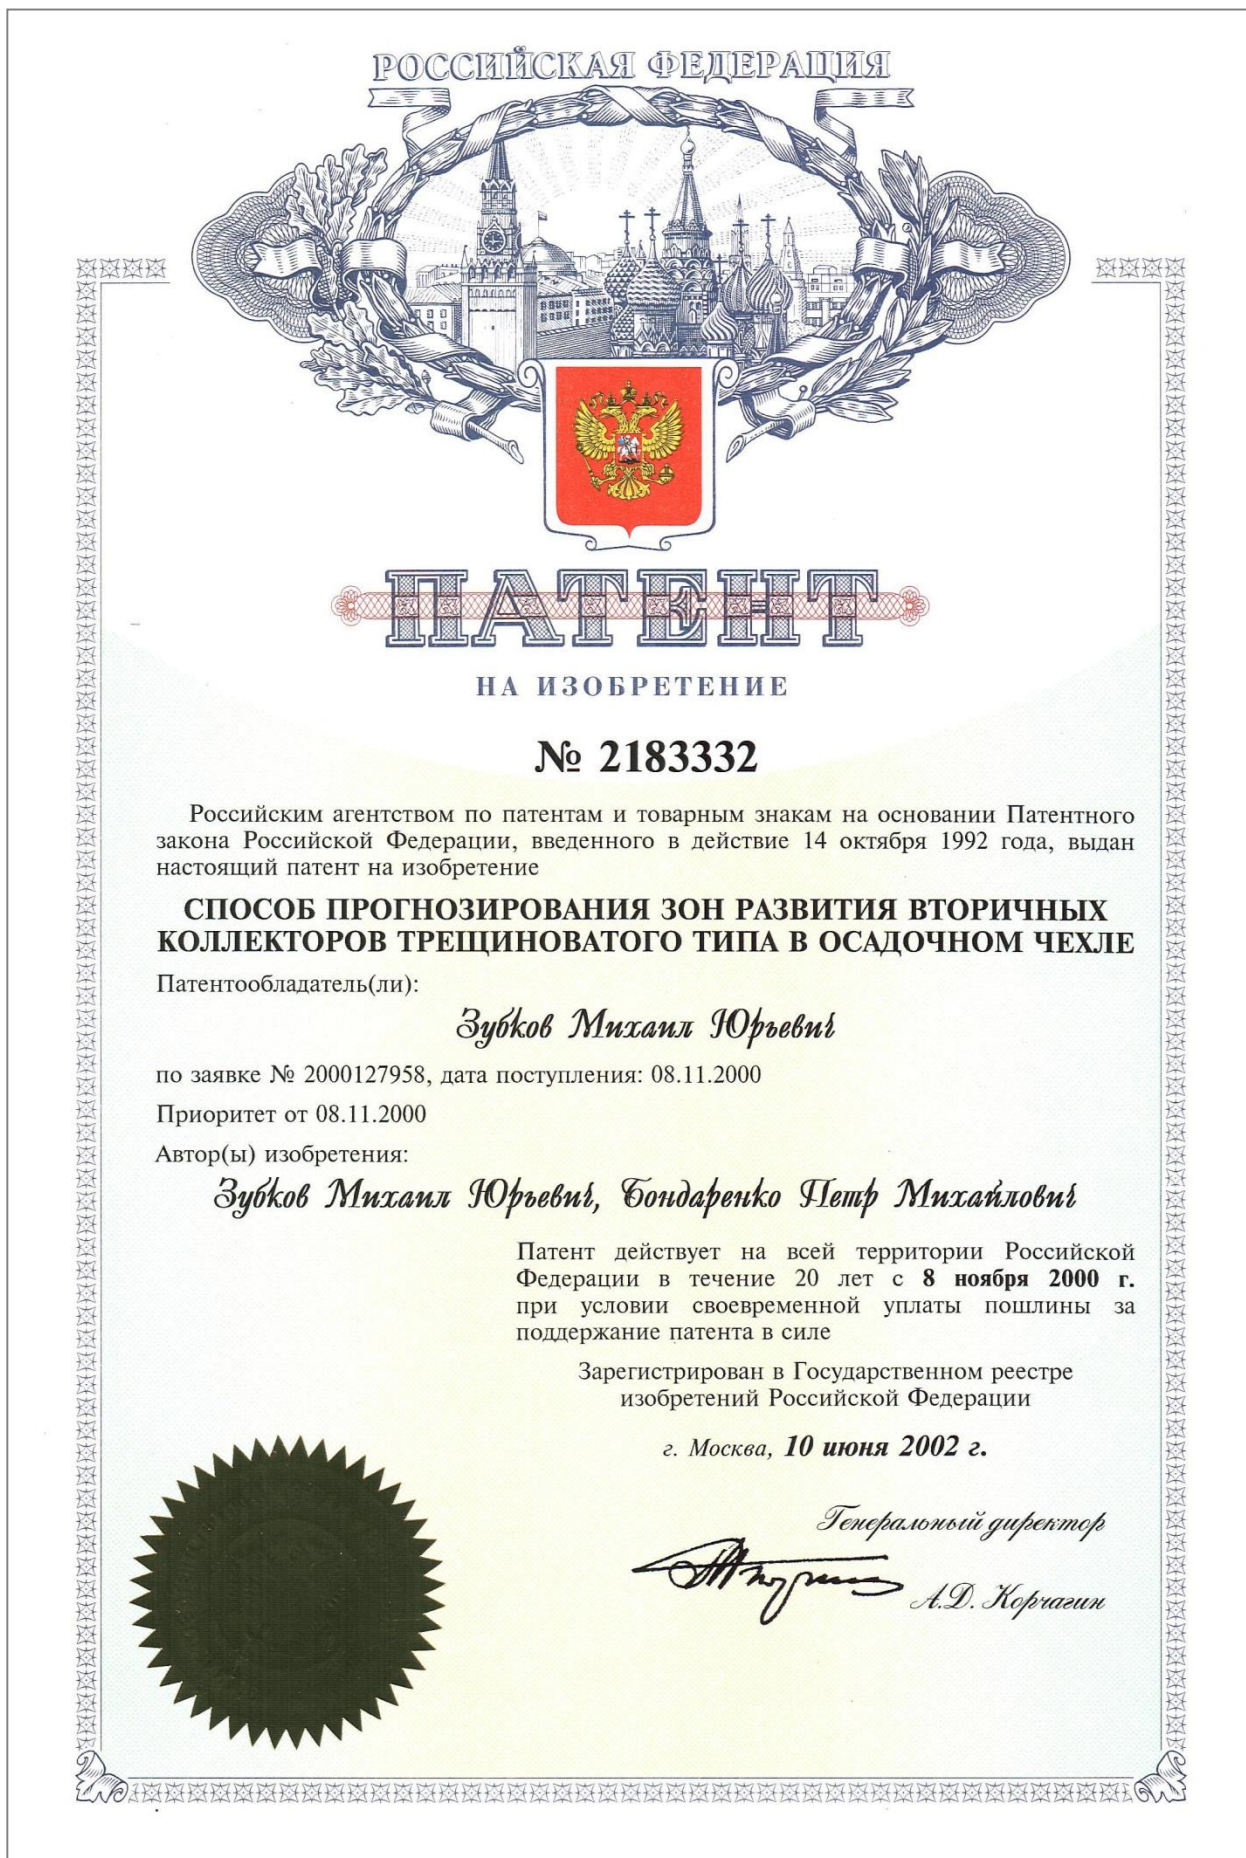 РОССИЙСКАЯ ФЕДЕРАЦИЯ
ПАТЕНТ
НА ИЗОБРЕТЕНИЕ
№ 2183332
Российским агентством по патентам и товарным знакам на основании Патентного
закона Российской Федерации, введенного в действие 14 октября 1992 года, выдан
настоящий патент на изобретение
СПОСОБ ПРОГНОЗИРОВАНИЯ ЗОН РАЗВИТИЯ ВТОРИЧНЫХ
КОЛЛЕКТОРОВ ТРЕЩИНОВАТОГО ТИПА В ОСАДОЧНОМ ЧЕХЛЕ
Патентообладатель(ли):
Зубков Михаил Юрьевич
по заявке № 2000127958, дата поступления: 08.11.2000
Приоритет от 08.11.2000
Автор(ы) изобретения:
Зубков Михаил Юрьевич, Бондаренко Петр Михайлович
Патент действует на всей территории Российской
Федерации в течение 20 лет с 8 ноября 2000 г.
при условии своевременной уплаты пошлины за
поддержание патента в силе
Зарегистрирован в Государственном реестре
изобретений Российской Федерации
г. Москва, 10 июня 2002 г.
Генеральный директор
А.Д. Корчагин